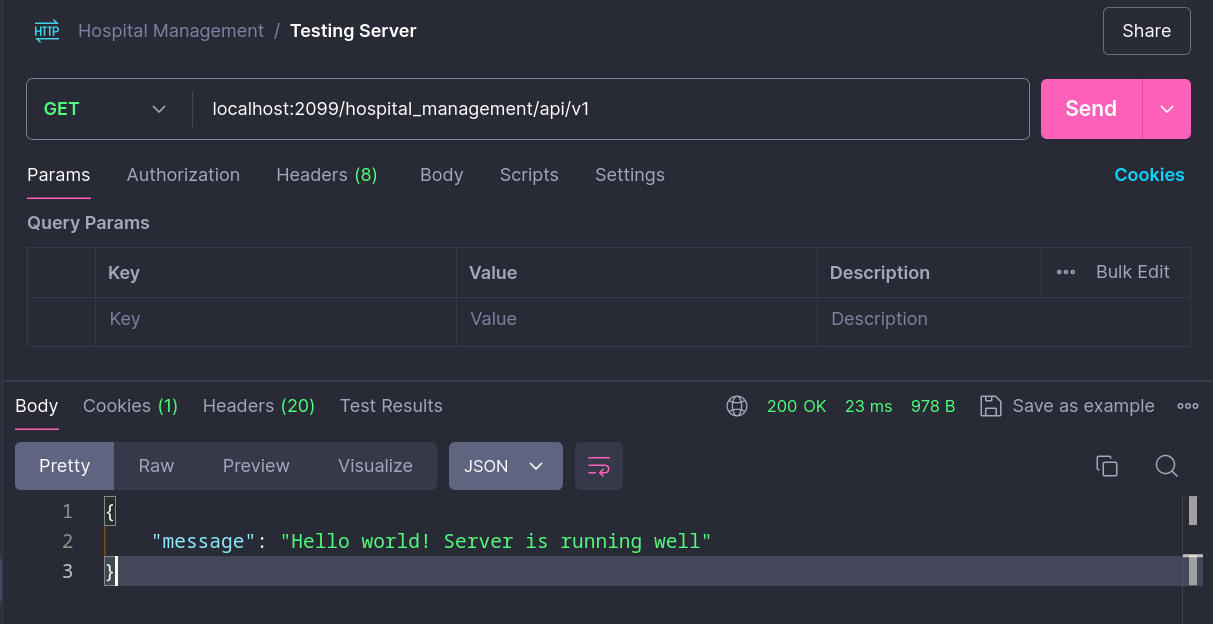 HTTP Hospital Management / Testing Server Share
GET localhost:2099/hospital_management/api/v1 Send
Params Authorization Headers (8) Body Scripts Settings Cookies
Query Params
Key Value Description Bulk Edit
Key Value Description
Body Cookies (1) Headers (20) Test Results 200 OK 23 ms 978 B Save as example
Pretty Raw Preview Visualize JSON
1 {
2 "message": "Hello world! Server is running well"
3 }